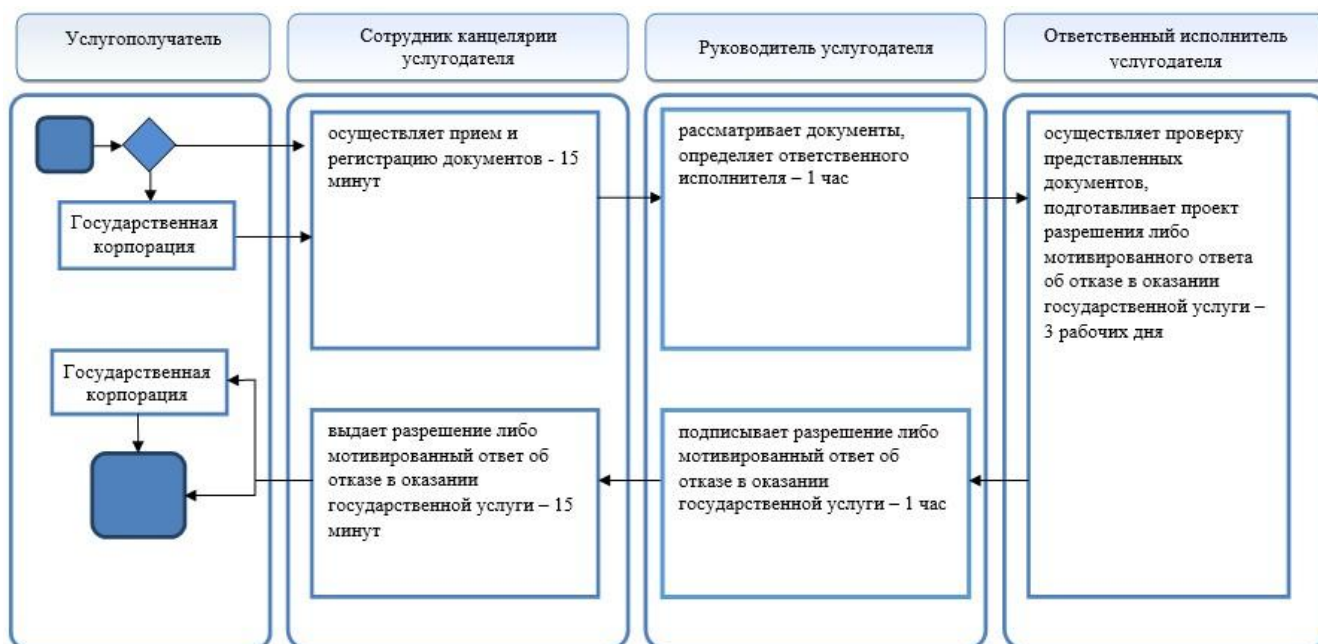 Услугополучатель
Сотрудник канцелярии
услугодателя
Руководитель услугодателя
Ответственный исполнитель
услугодателя
Государственная
корпорация
осуществляет прием и
регистрацию документов - 15
минут
рассматривает документы,
определяет ответственного
исполнителя – 1 час
осуществляет проверку
представленных
документов,
подготавливает проект
разрешения либо
мотивированного ответа
об отказе в оказании
государственной услуги –
3 рабочих дня
Государственная
корпорация
выдает разрешение либо
мотивированный ответ об
отказе в оказании
государственной услуги – 15
минут
подписывает разрешение либо
мотивированный ответ об
отказе в оказании
государственной услуги – 1 час